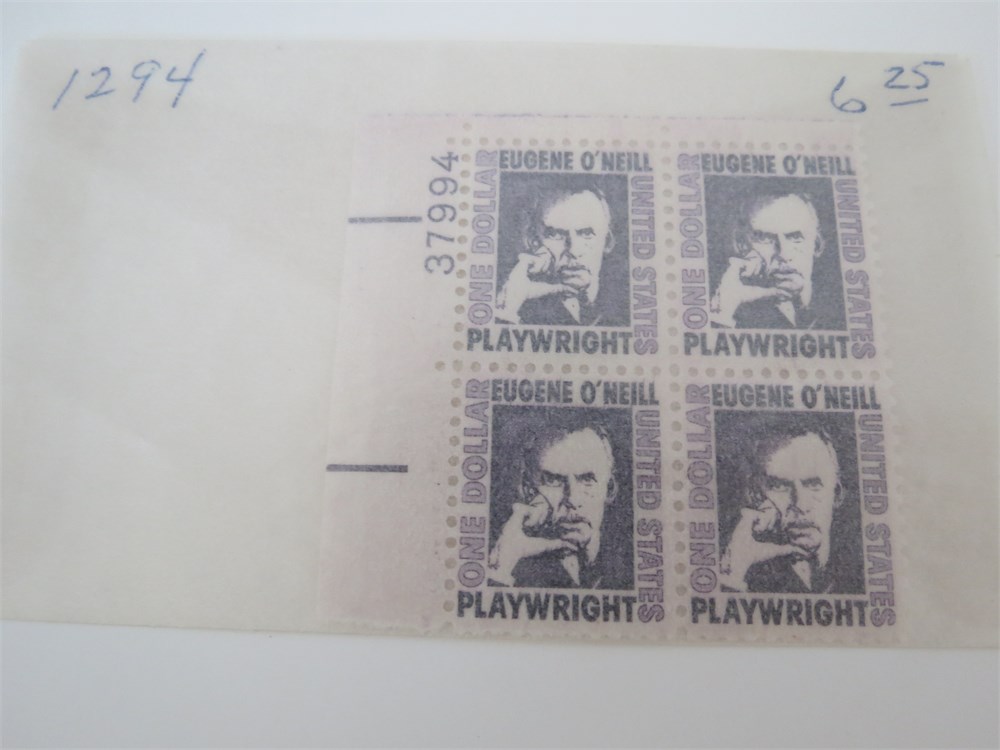 1294
6 25
37994
EUGENE O'NEILL
ONE DOLLAR
UNITED STATES
PLAYWRIGHT
EUGENE O'NEILL
ONE DOLLAR
UNITED STATES
PLAYWRIGHT
EUGENE O'NEILL
ONE DOLLAR
UNITED STATES
PLAYWRIGHT
EUGENE O'NEILL
ONE DOLLAR
UNITED STATES
PLAYWRIGHT